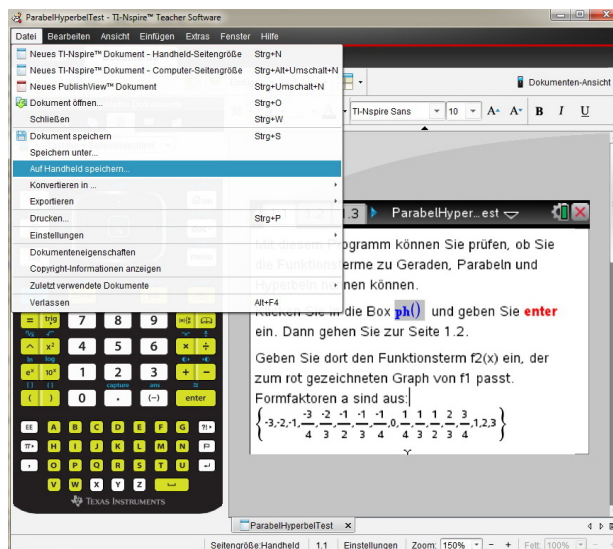 ParabelHyperbelTest - TI-Nspire™ Teacher Software
Datei Bearbeiten Ansicht Einfügen Extras Fenster Hilfe
Neues TI-Nspire™ Dokument - Handheld-Seitengröße Strg+N
Neues TI-Nspire™ Dokument - Computer-Seitengröße Strg+Alt+Umschalt+N
Neues PublishView™ Dokument Strg+Umschalt+N
Dokument öffnen... Strg+O
Schließen Strg+W
Dokument speichern Strg+S
Speichern unter...
Auf Handheld speichern...
Konvertieren in ...
Exportieren
Drucken... Strg+P
Einstellungen
Dokumenteneigenschaften
Copyright-Informationen anzeigen
Zuletzt verwendete Dokumente
Verlassen Alt+F4
Dokumenten-Ansicht
TI-Nspire Sans 10 A A B I U
1.3 ParabelHyper...est
Mit diesem Programm können Sie prüfen, ob Sie
die Funktionsterme zu Geraden, Parabeln und
Hyperbeln nennen können.
Klicken Sie in die Box ph() und geben Sie enter
ein. Dann gehen Sie zur Seite 1.2.
Geben Sie dort den Funktionsterm f2(x) ein, der
zum rot gezeichneten Graph von f1 passt.
Formfaktoren a sind aus:
{-3,-2,-1,-3/4,-2/3,-1/2,-1/3,-1/4,0,1/4,1/3,1/2,2/3,3/4,1,2,3}
= trig 7 8 9
^ x² 4 5 6 × ÷
eˣ 10ˣ 1 2 3 + −
( ) 0 . (−) enter
EE A B C D E F G ?!▸
π▸ H I J K L M N
, O P Q R S T U
V W X Y Z
TEXAS INSTRUMENTS
ParabelHyperbelTest ×
Seitengröße:Handheld 1.1 Einstellungen Zoom: 150% − + Fett: 100% −